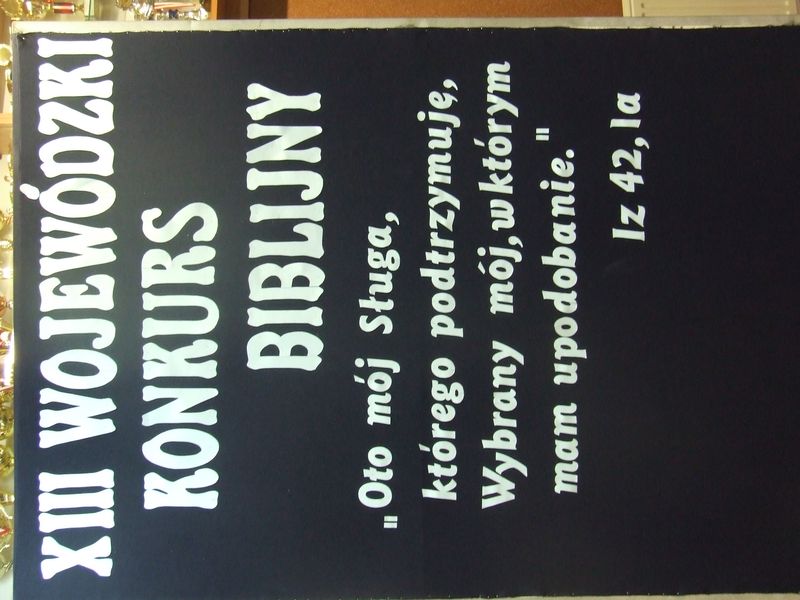 XIII WOJEWÓDZKI
KONKURS
BIBLIJNY
"Oto mój Sługa,
którego podtrzymuję,
Wybrany mój, w którym
mam upodobanie."
Iz 42, 1a